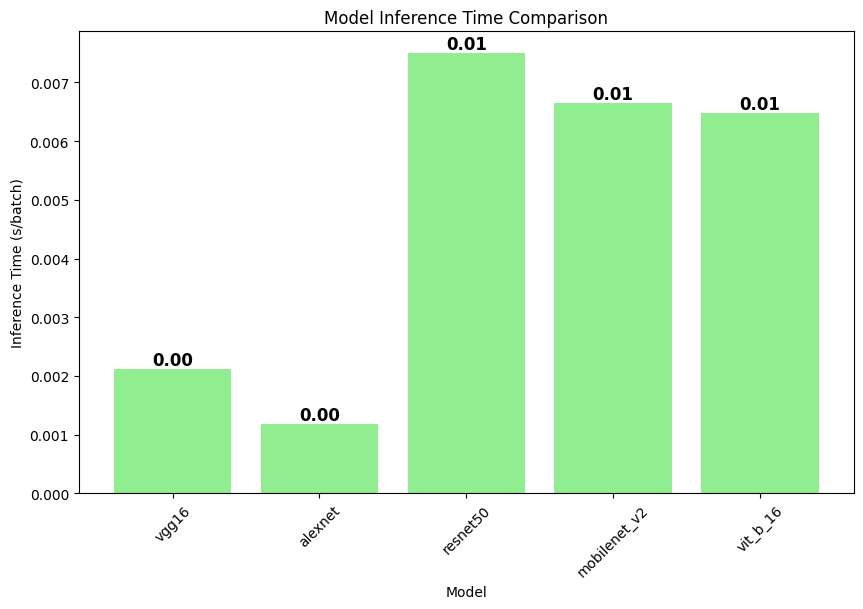 Model Inference Time Comparison
Inference Time (s/batch)
0.007
0.006
0.005
0.004
0.003
0.002
0.001
0.000
0.00
0.00
0.01
0.01
0.01
vgg16
alexnet
resnet50
mobilenet_v2
vit_b_16
Model